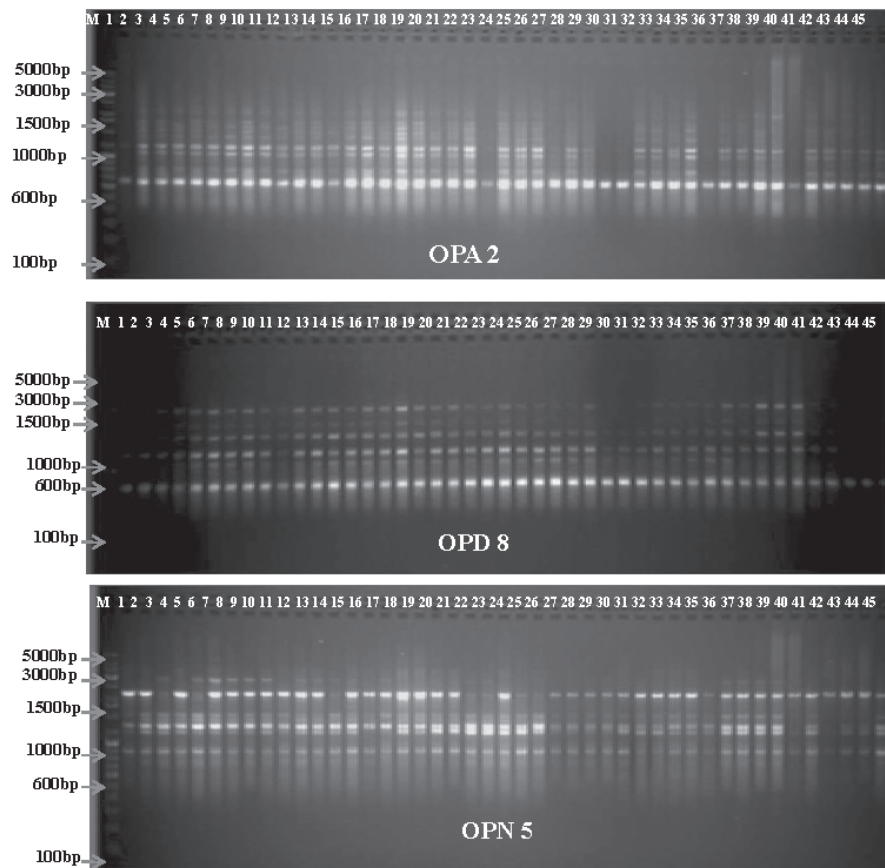 M 1 2 3 4 5 6 7 8 9 10 11 12 13 14 15 16 17 18 19 20 21 22 23 24 25 26 27 28 29 30 31 32 33 34 35 36 37 38 39 40 41 42 43 44 45
5000bp
3000bp
1500bp
1000bp
600bp
100bp
OPA 2
M 1 2 3 4 5 6 7 8 9 10 11 12 13 14 15 16 17 18 19 20 21 22 23 24 25 26 27 28 29 30 31 32 33 34 35 36 37 38 39 40 41 42 44 45
5000bp
3000bp
1500bp
1000bp
600bp
100bp
OPD 8
M 1 2 3 4 5 6 7 8 9 10 11 12 13 14 15 16 17 18 19 20 21 22 23 24 25 26 27 28 29 30 31 32 33 34 35 36 37 38 39 40 41 42 43 44 45
5000bp
3000bp
1500bp
1000bp
600bp
100bp
OPN 5